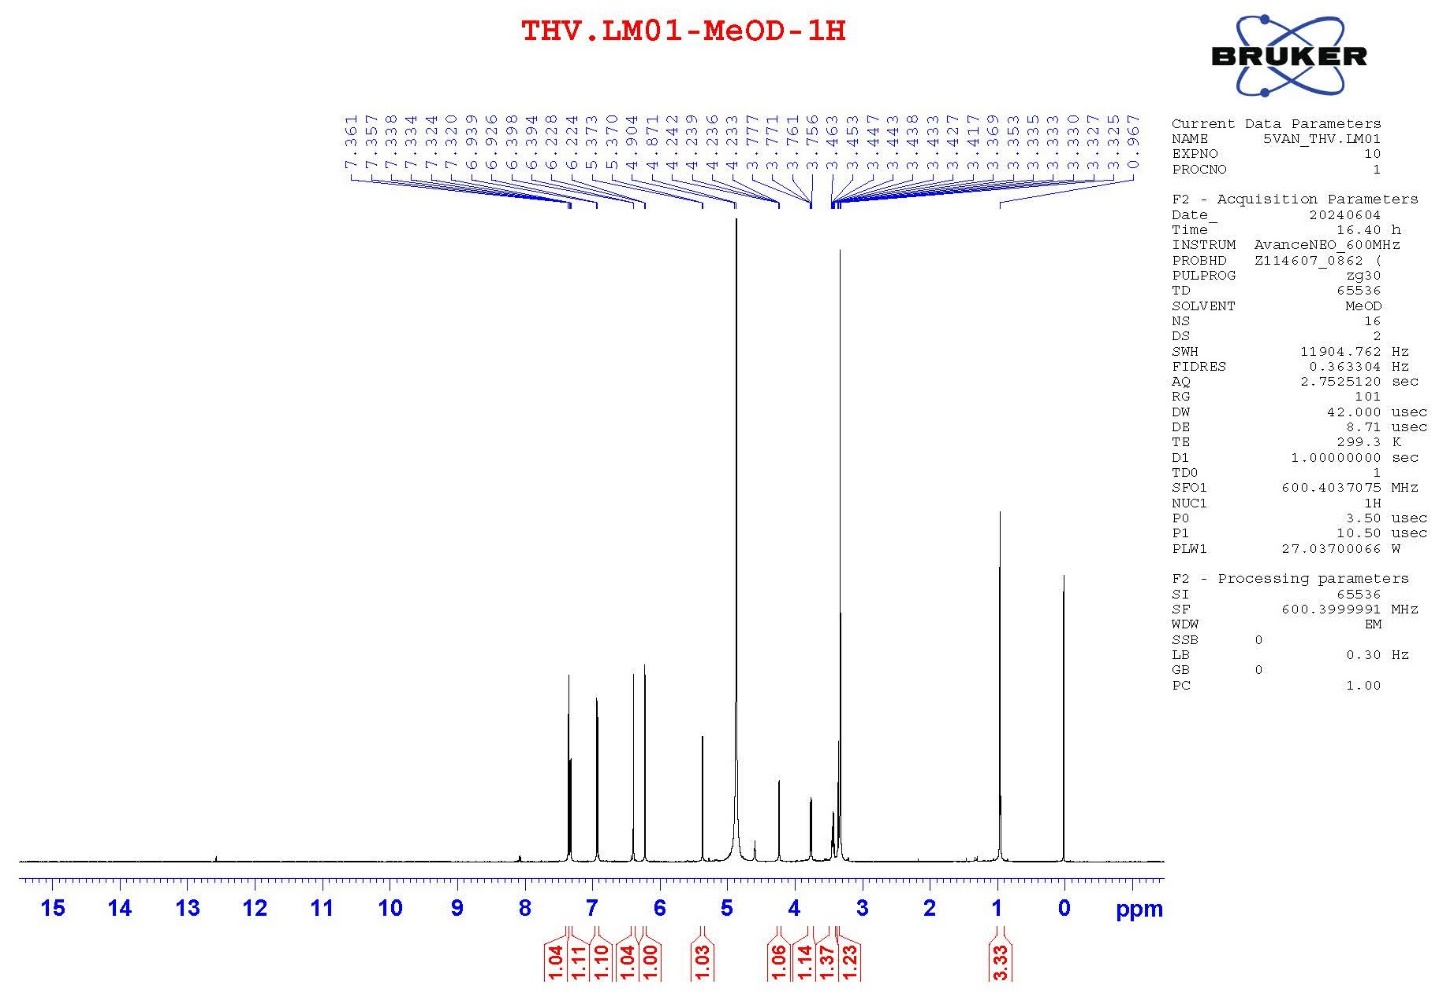 THV.LM01-MeOD-1H
BRUKER
7.361
7.357
7.338
7.334
7.324
7.320
6.939
6.926
6.398
6.394
6.228
6.224
5.373
5.370
4.904
4.871
4.242
4.239
4.236
4.233
3.777
3.771
3.761
3.756
3.463
3.453
3.447
3.443
3.438
3.433
3.427
3.417
3.369
3.353
3.335
3.333
3.330
3.327
3.325
0.967
Current Data Parameters
NAME 5VAN_THV.LM01
EXPNO 10
PROCNO 1
F2 - Acquisition Parameters
Date_ 20240604
Time 16.40 h
INSTRUM AvanceNEO_600MHz
PROBHD Z114607_0862 (
PULPROG zg30
TD 65536
SOLVENT MeOD
NS 16
DS 2
SWH 11904.762 Hz
FIDRES 0.363304 Hz
AQ 2.7525120 sec
RG 101
DW 42.000 usec
DE 8.71 usec
TE 299.3 K
D1 1.00000000 sec
TD0 1
SFO1 600.4037075 MHz
NUC1 1H
P0 3.50 usec
P1 10.50 usec
PLW1 27.03700066 W
F2 - Processing parameters
SI 65536
SF 600.3999991 MHz
WDW EM
SSB 0
LB 0.30 Hz
GB 0
PC 1.00
15 14 13 12 11 10 9 8 7 6 5 4 3 2 1 0 ppm
1.04
1.11
1.10
1.04
1.00
1.03
1.06
1.14
1.37
1.23
3.33